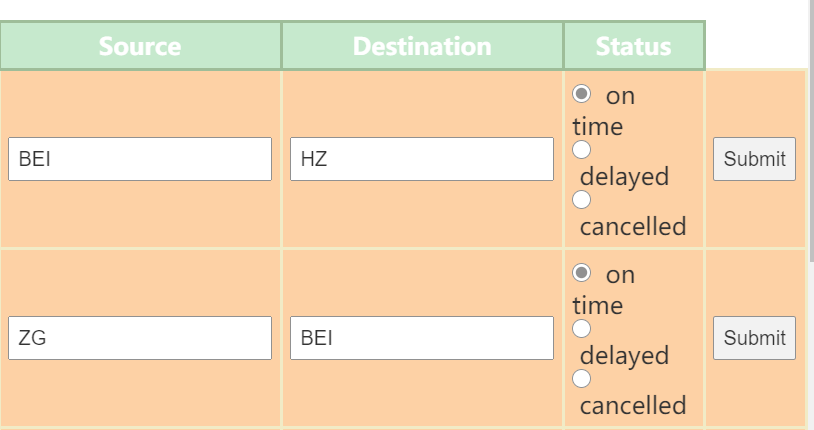 Source Destination Status
on
time
BEI HZ Submit
delayed
cancelled
on
time
ZG BEI Submit
delayed
cancelled